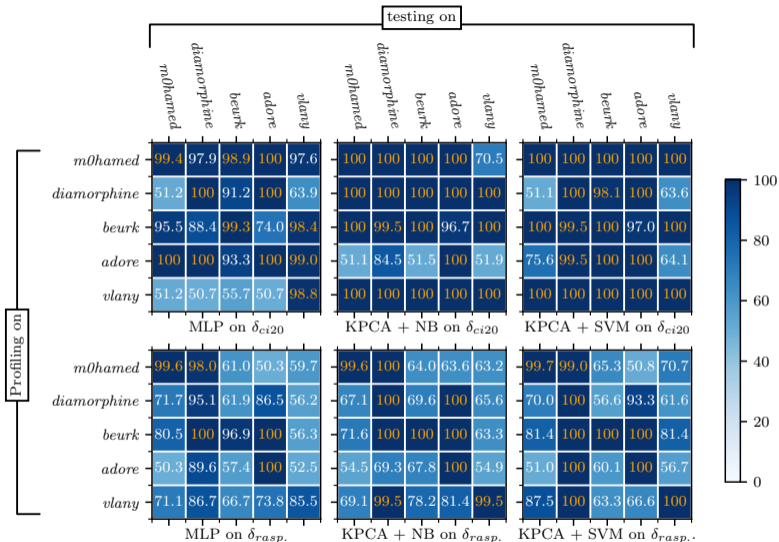 testing on
m0hamed diamorphine beurk adore vlany m0hamed diamorphine beurk adore vlany m0hamed diamorphine beurk adore vlany
m0hamed 99.4 97.9 98.9 100 97.6 100 100 100 100 70.5 100 100 100 100 100
diamorphine 51.2 100 91.2 100 63.9 100 100 100 100 100 51.1 100 98.1 100 63.6
beurk 95.5 88.4 99.3 74.0 98.4 100 99.5 100 96.7 100 100 99.5 100 97.0 100
adore 100 100 93.3 100 99.0 51.1 84.5 51.5 100 51.9 75.6 99.5 100 100 64.1
vlany 51.2 50.7 55.7 50.7 98.8 100 100 100 100 100 100 100 100 100 100
MLP on δci20 KPCA + NB on δci20 KPCA + SVM on δci20
m0hamed 99.6 98.0 61.0 50.3 59.7 99.6 100 64.0 63.6 63.2 99.7 99.0 65.3 50.8 70.7
diamorphine 71.7 95.1 61.9 86.5 56.2 67.1 100 69.6 100 65.6 70.0 100 56.6 93.3 61.6
beurk 80.5 100 96.9 100 56.3 71.6 100 100 100 63.3 81.4 100 100 100 81.4
adore 50.3 89.6 57.4 100 52.5 54.5 69.3 67.8 100 54.9 51.0 100 60.1 100 56.7
vlany 71.1 86.7 66.7 73.8 85.5 69.1 99.5 78.2 81.4 99.5 87.5 100 63.3 66.6 100
MLP on δrasp. KPCA + NB on δrasp. KPCA + SVM on δrasp..
Profiling on
100
80
60
40
20
0